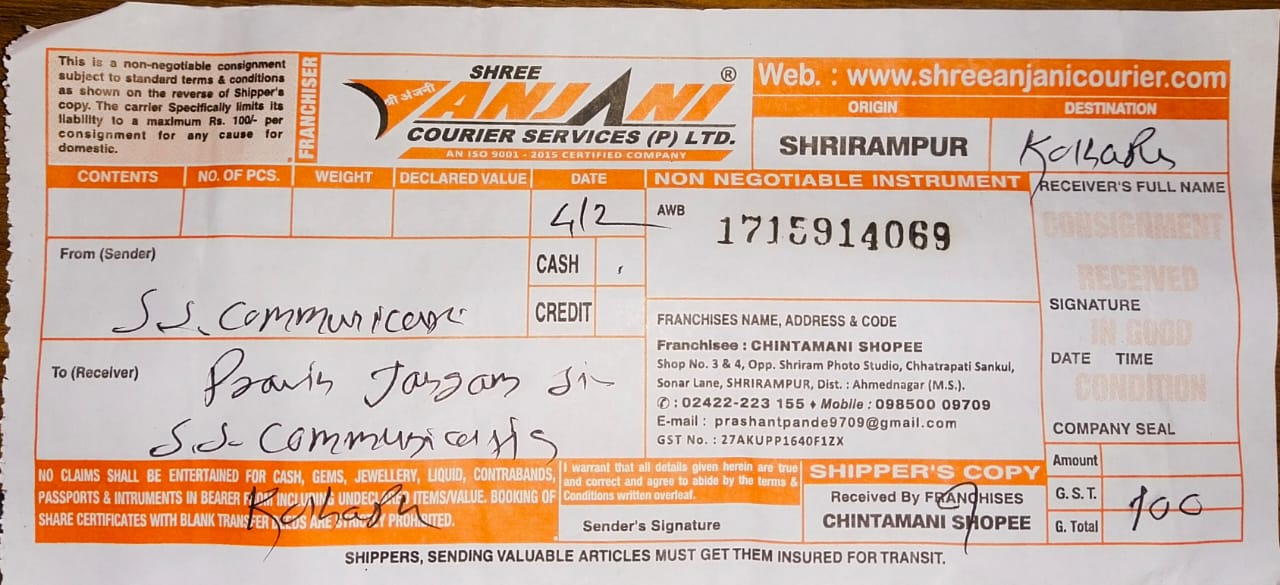 This is a non-negotiable consignment
subject to standard terms & conditions
as shown on the reverse of Shipper's
copy. The carrier Specifically limits its
liability to a maximum Rs. 100/- per
consignment for any cause for
domestic.
FRANCHISER
श्री अंजनी
SHREE
ANJANI ®
COURIER SERVICES (P) LTD.
AN ISO 9001 - 2015 CERTIFIED COMPANY
Web. : www.shreeanjanicourier.com
ORIGIN DESTINATION
SHRIRAMPUR
CONTENTS NO. OF PCS. WEIGHT DECLARED VALUE DATE
4/2
NON NEGOTIABLE INSTRUMENT
AWB 1715914069
From (Sender)
S.S. Communication
CASH
CREDIT
To (Receiver)
Pravin Jangam Sir
S.S. Communication
FRANCHISES NAME, ADDRESS & CODE
Franchisee : CHINTAMANI SHOPEE
Shop No. 3 & 4, Opp. Shriram Photo Studio, Chhatrapati Sankul,
Sonar Lane, SHRIRAMPUR, Dist. : Ahmednagar (M.S.).
✆ : 02422-223 155 ♦ Mobile : 098500 09709
E-mail : prashantpande9709@gmail.com
GST No. : 27AKUPP1640F1ZX
RECEIVER'S FULL NAME
CONSIGNMENT
RECEIVED
SIGNATURE
IN GOOD
DATE TIME
CONDITION
COMPANY SEAL
NO CLAIMS SHALL BE ENTERTAINED FOR CASH, GEMS, JEWELLERY, LIQUID, CONTRABANDS,
PASSPORTS & INTRUMENTS IN BEARER INCLUDING UNDECLARED ITEMS/VALUE. BOOKING OF
SHARE CERTIFICATES WITH BLANK TRANSFER DEEDS ARE STRICTLY PROHIBITED.
I warrant that all details given herein are true
and correct and agree to abide by the terms &
Conditions written overleaf.
Sender's Signature
SHIPPER'S COPY
Received By FRANCHISES
CHINTAMANI SHOPEE
Amount
G. S. T.
G. Total
100
SHIPPERS, SENDING VALUABLE ARTICLES MUST GET THEM INSURED FOR TRANSIT.